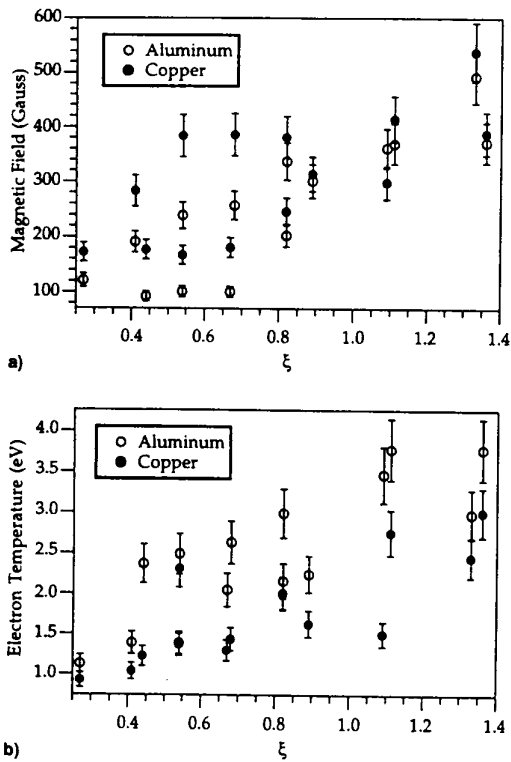 600
500
400
300
200
100
Magnetic Field (Gauss)
Aluminum
Copper
0.4 0.6 0.8 1.0 1.2 1.4
ξ
a)
4.0
3.5
3.0
2.5
2.0
1.5
1.0
Electron Temperature (eV)
Aluminum
Copper
0.4 0.6 0.8 1.0 1.2 1.4
ξ
b)